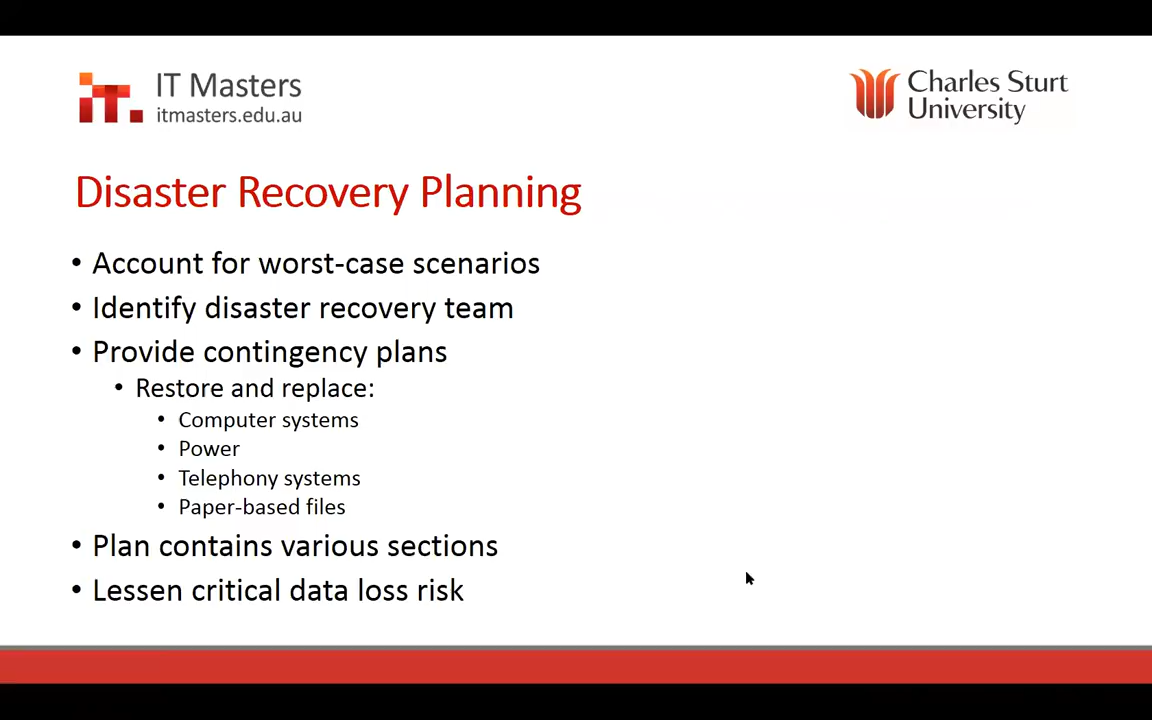 IT Masters
itmasters.edu.au
Charles Sturt
University
Disaster Recovery Planning
• Account for worst-case scenarios
• Identify disaster recovery team
• Provide contingency plans
• Restore and replace:
• Computer systems
• Power
• Telephony systems
• Paper-based files
• Plan contains various sections
• Lessen critical data loss risk